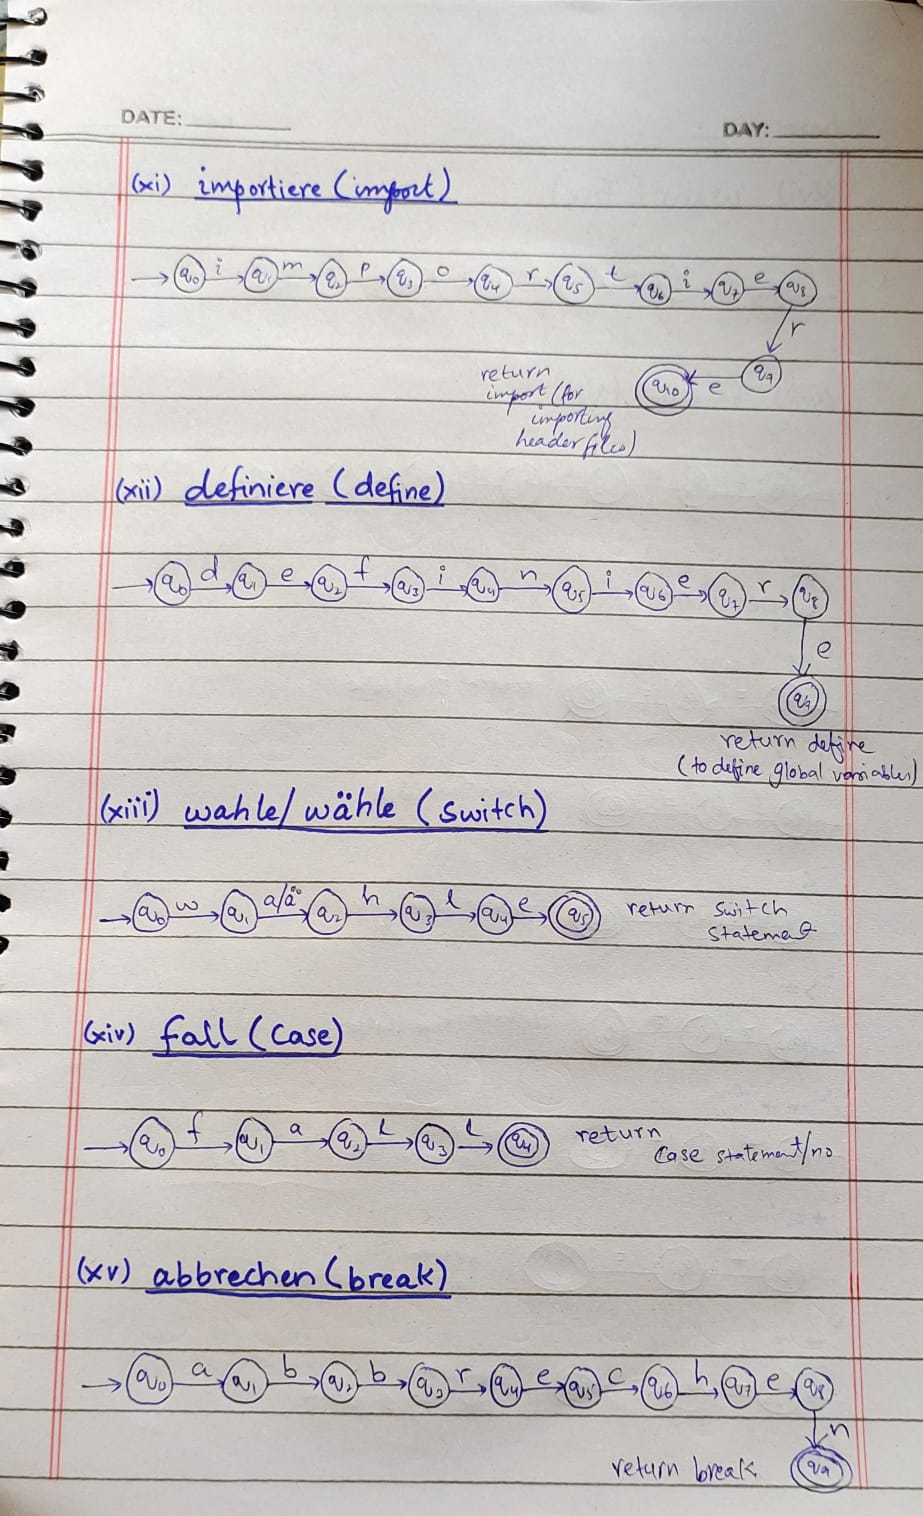 DATE:
DAY:
(xi) importiere (import)
q0 i q1 m q2 p q3 o q4 r q5 t q6 i q7 e q8
r
q10 e q9
return
import (for
importing
header files)
(xii) definiere (define)
q0 d q1 e q2 f q3 i q4 n q5 i q6 e q7 r q8
e
q9
return define
(to define global variables)
(xiii) wahle/wähle (switch)
q0 w q1 a/ä q2 h q3 l q4 e q5 return switch
statement
(xiv) fall (case)
q0 f q1 a q2 l q3 l q4 return
case statement/no
(xv) abbrechen (break)
q0 a q1 b q2 b q3 r q4 e q5 c q6 h q7 e q8
n
return break q9